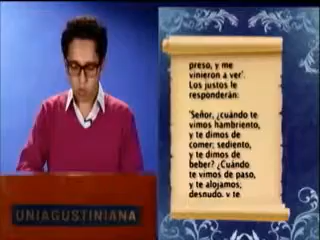 preso, y me
vinieron a ver'.
Los justos le
responderán:
'Señor, ¿cuándo te
vimos hambriento,
y te dimos de
comer; sediento,
y te dimos de
beber? ¿Cuándo
te vimos de paso,
y te alojamos;
desnudo, y te
UNIAGUSTINIANA